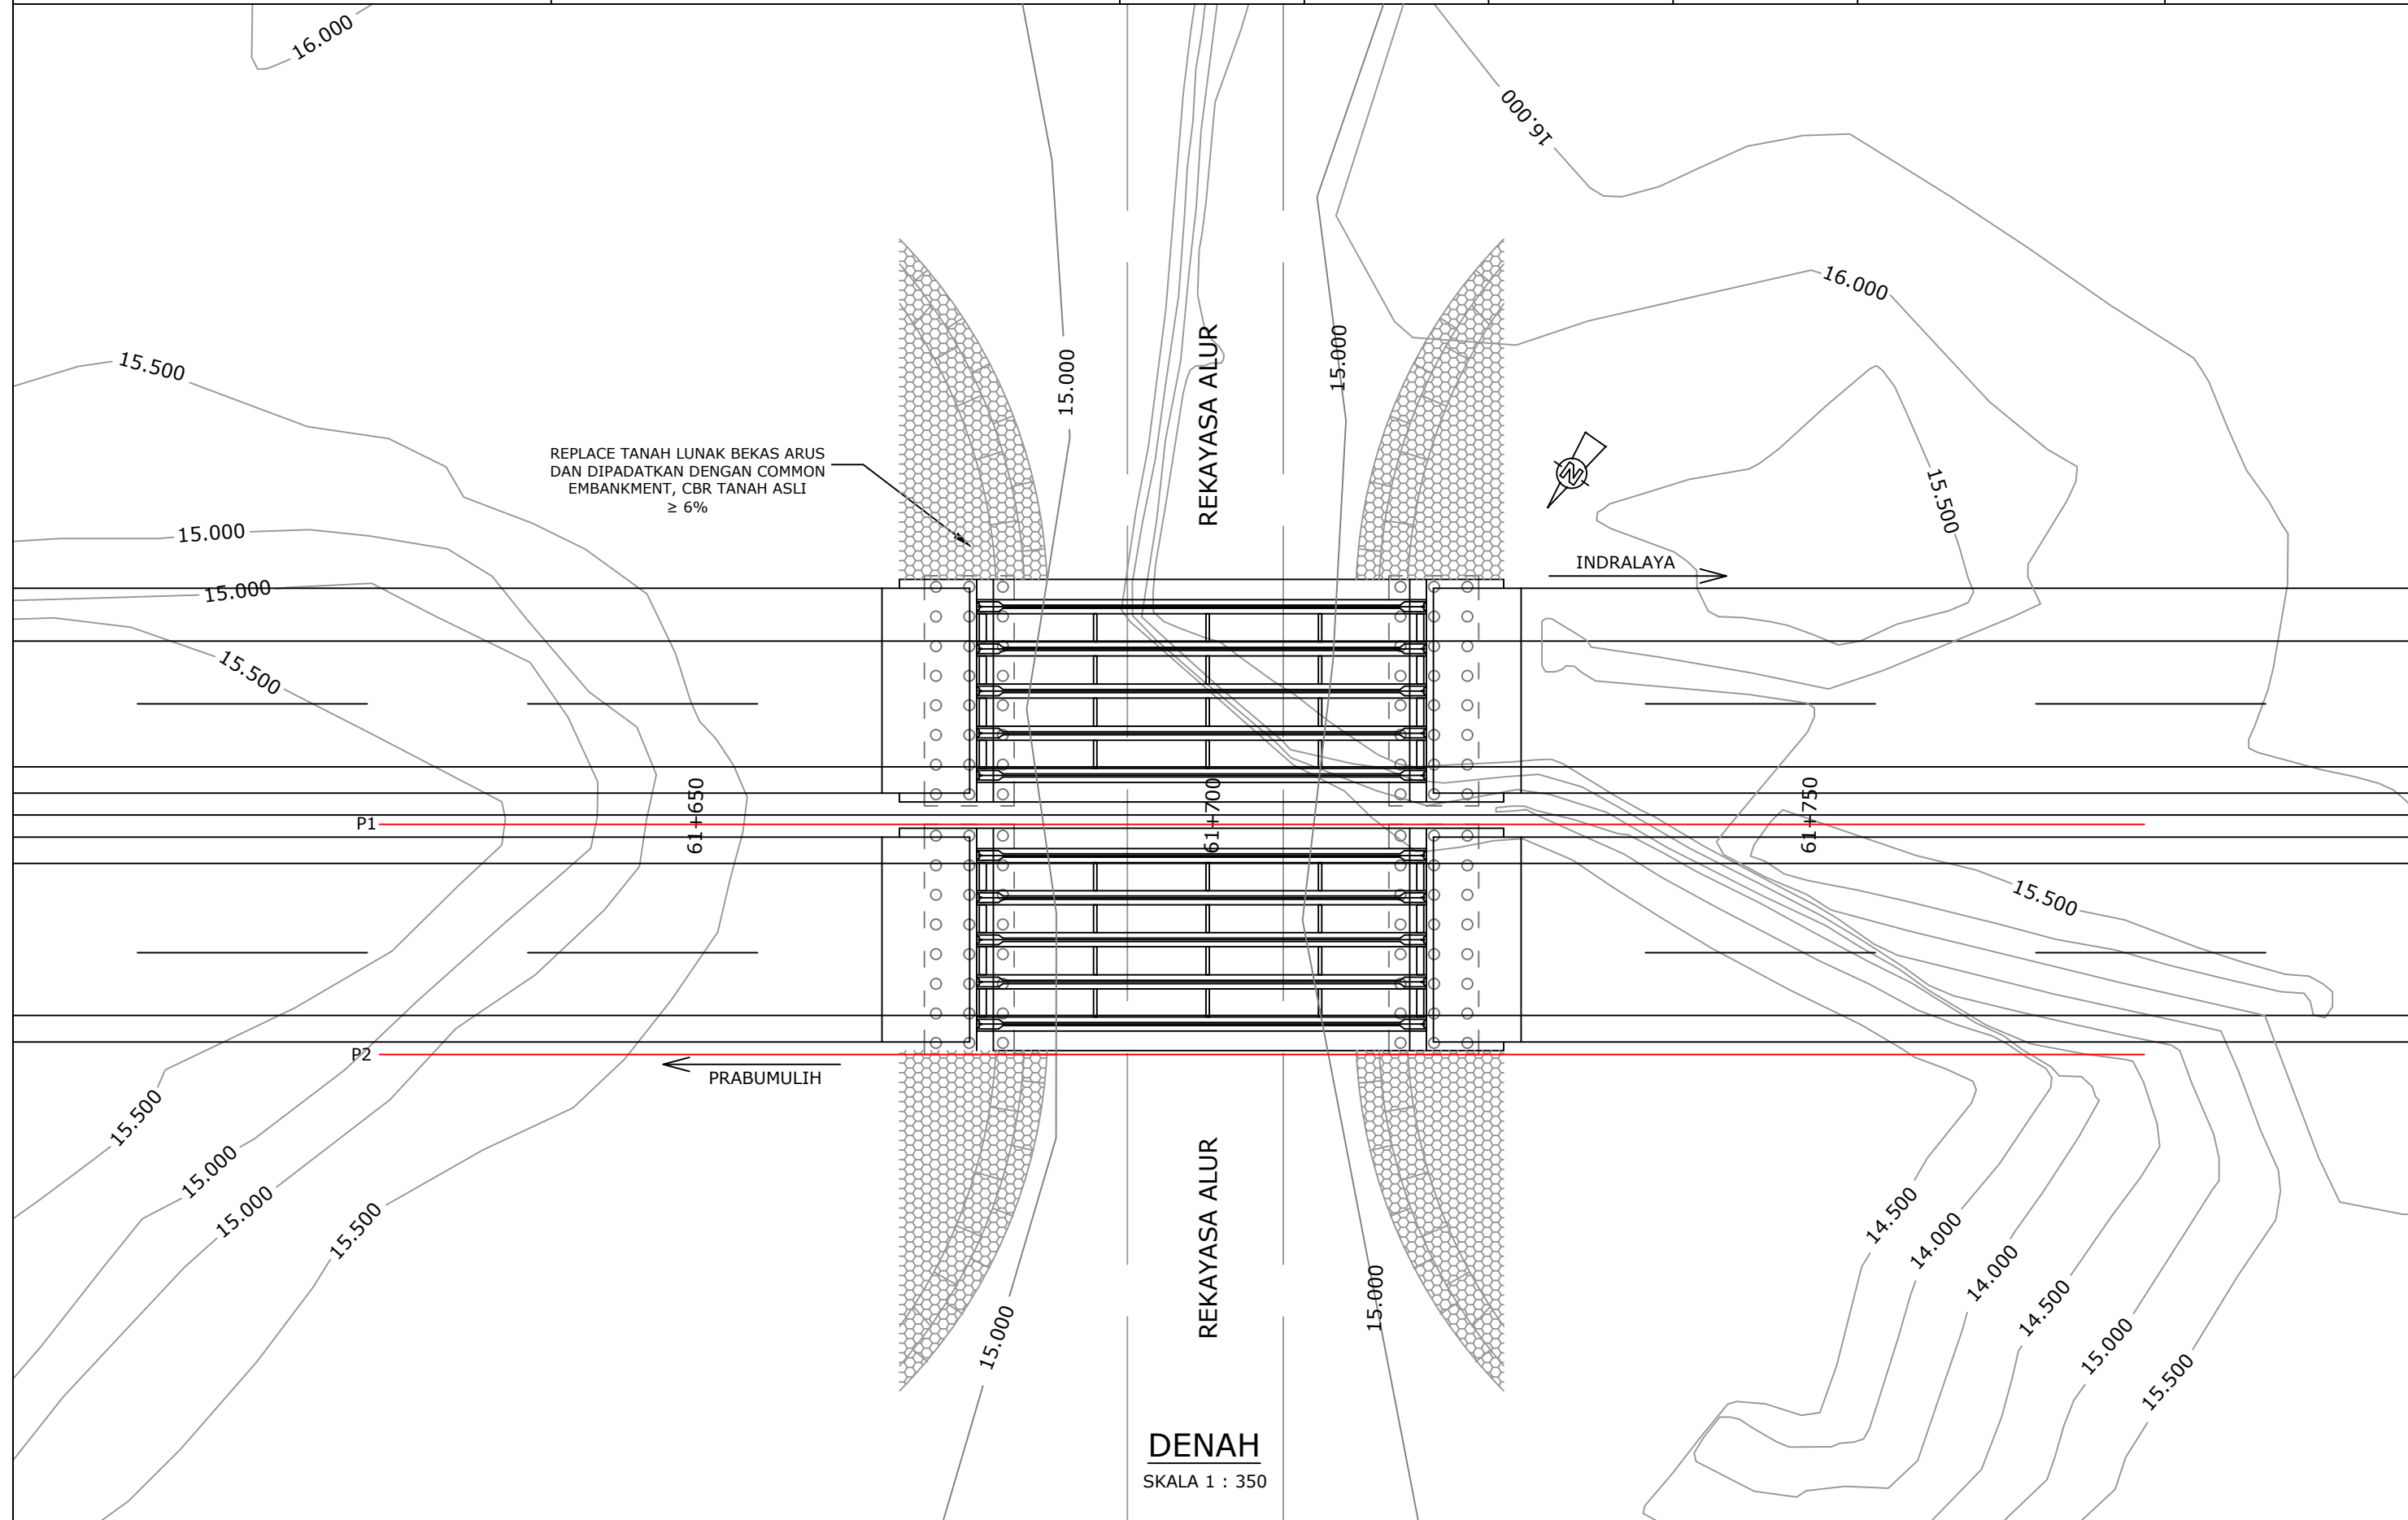 16.000
16.000
16.000
15.500
15.000
15.000
REKAYASA ALUR
REPLACE TANAH LUNAK BEKAS ARUS
DAN DIPADATKAN DENGAN COMMON
EMBANKMENT, CBR TANAH ASLI
≥ 6%
N
15.500
15.000
INDRALAYA
15.000
15.500
61+650
61+700
61+750
P1
15.500
P2
PRABUMULIH
15.500
15.000
15.000
15.500
REKAYASA ALUR
15.000
15.000
14.500
14.000
14.000
14.500
15.000
15.500
DENAH
SKALA 1 : 350